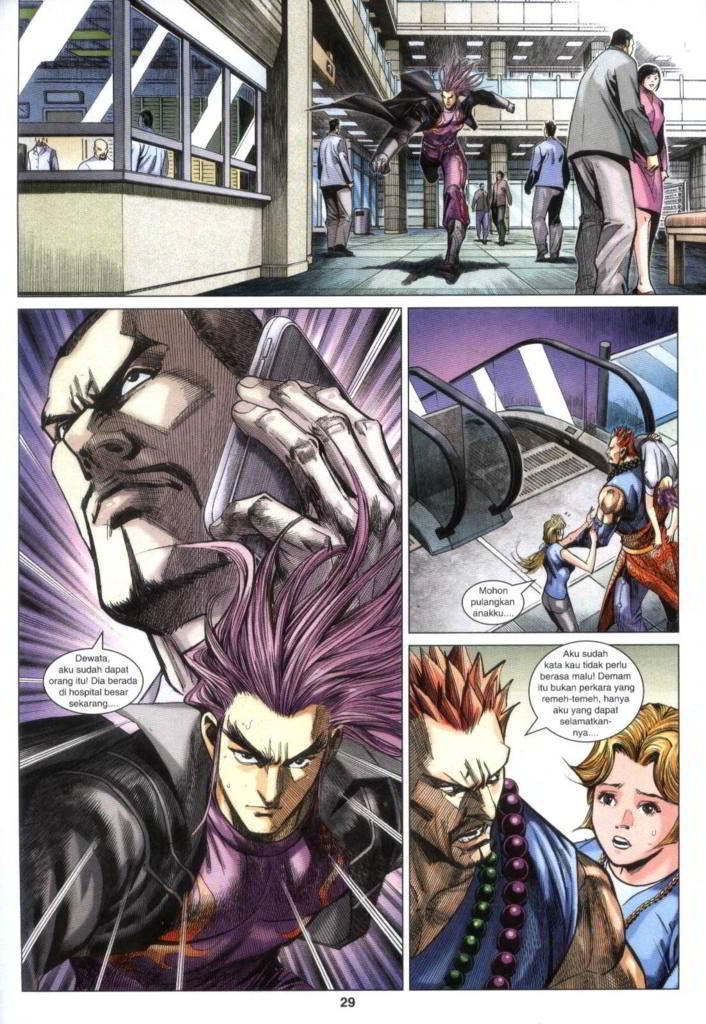 Dewata,
aku sudah dapat
orang itu! Dia berada
di hospital besar
sekarang....
Mohon
pulangkan
anakku....
Aku sudah
kata kau tidak perlu
berasa malu! Demam
itu bukan perkara yang
remeh-temeh, hanya
aku yang dapat
selamatkan-
nya....
29